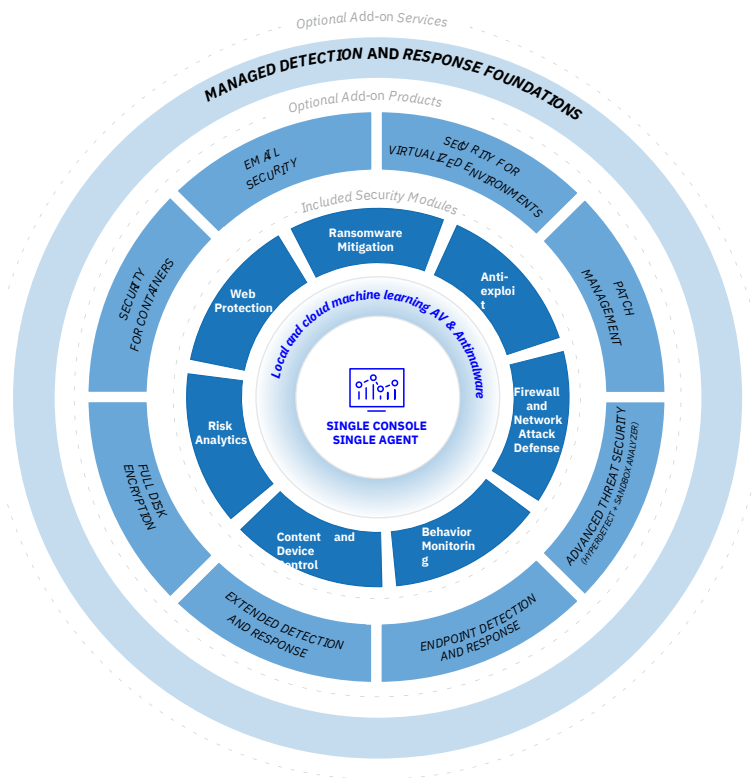 Optional Add-on Services
MANAGED DETECTION AND RESPONSE FOUNDATIONS
Optional Add-on Products
EMAIL
SECURITY
SECURITY FOR
VIRTUALIZED ENVIRONMENTS
PATCH
MANAGEMENT
ADVANCED THREAT SECURITY
(HYPERDETECT + SANDBOX ANALYZER)
ENDPOINT DETECTION
AND RESPONSE
EXTENDED DETECTION
AND RESPONSE
FULL DISK
ENCRYPTION
SECURITY
FOR CONTAINERS
Included Security Modules
Ransomware
Mitigation
Anti-
exploi
t
Firewall
and
Network
Attack
Defense
Behavior
Monitorin
g
Content and
Device
Control
Risk
Analytics
Web
Protection
Local and cloud machine learning AV & Antimalware
SINGLE CONSOLE
SINGLE AGENT